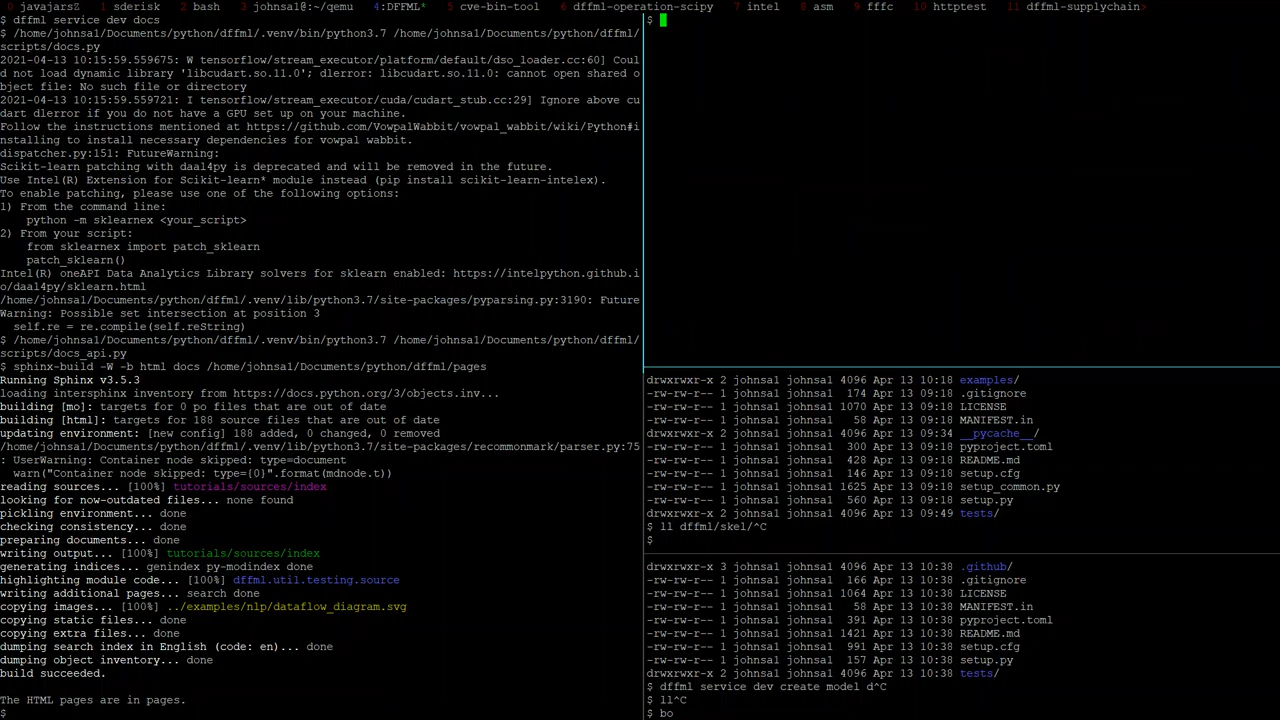 0 javajarsZ  1 sderisk  2 bash  3 johnsa1@:~/qemu  4:DFFML*  5 cve-bin-tool  6 dffml-operation-scipy  7 intel  8 asm  9 fffc  10 httptest  11 dffml-supplychain>
$ dffml service dev docs
$ /home/johnsa1/Documents/python/dffml/.venv/bin/python3.7 /home/johnsa1/Documents/python/dffml/
scripts/docs.py
2021-04-13 10:15:59.559675: W tensorflow/stream_executor/platform/default/dso_loader.cc:60] Coul
d not load dynamic library 'libcudart.so.11.0'; dlerror: libcudart.so.11.0: cannot open shared o
bject file: No such file or directory
2021-04-13 10:15:59.559721: I tensorflow/stream_executor/cuda/cudart_stub.cc:29] Ignore above cu
dart dlerror if you do not have a GPU set up on your machine.
Follow the instructions mentioned at https://github.com/VowpalWabbit/vowpal_wabbit/wiki/Python#i
nstalling to install necessary dependencies for vowpal wabbit.
dispatcher.py:151: FutureWarning:
Scikit-learn patching with daal4py is deprecated and will be removed in the future.
Use Intel(R) Extension for Scikit-learn* module instead (pip install scikit-learn-intelex).
To enable patching, please use one of the following options:
1) From the command line:
    python -m sklearnex <your_script>
2) From your script:
    from sklearnex import patch_sklearn
    patch_sklearn()
Intel(R) oneAPI Data Analytics Library solvers for sklearn enabled: https://intelpython.github.i
o/daal4py/sklearn.html
/home/johnsa1/Documents/python/dffml/.venv/lib/python3.7/site-packages/pyparsing.py:3190: Future
Warning: Possible set intersection at position 3
  self.re = re.compile(self.reString)
$ /home/johnsa1/Documents/python/dffml/.venv/bin/python3.7 /home/johnsa1/Documents/python/dffml/
scripts/docs_api.py
$ sphinx-build -W -b html docs /home/johnsa1/Documents/python/dffml/pages
Running Sphinx v3.5.3
loading intersphinx inventory from https://docs.python.org/3/objects.inv...
building [mo]: targets for 0 po files that are out of date
building [html]: targets for 188 source files that are out of date
updating environment: [new config] 188 added, 0 changed, 0 removed
/home/johnsa1/Documents/python/dffml/.venv/lib/python3.7/site-packages/recommonmark/parser.py:75
: UserWarning: Container node skipped: type=document
  warn("Container node skipped: type={0}".format(mdnode.t))
reading sources... [100%] tutorials/sources/index
looking for now-outdated files... none found
pickling environment... done
checking consistency... done
preparing documents... done
writing output... [100%] tutorials/sources/index
generating indices... genindex py-modindex done
highlighting module code... [100%] dffml.util.testing.source
writing additional pages... search done
copying images... [100%] ../examples/nlp/dataflow_diagram.svg
copying static files... done
copying extra files... done
dumping search index in English (code: en)... done
dumping object inventory... done
build succeeded.
The HTML pages are in pages.
$
$
drwxrwxr-x 2 johnsa1 johnsa1 4096 Apr 13 10:18 examples/
-rw-rw-r-- 1 johnsa1 johnsa1  174 Apr 13 09:18 .gitignore
-rw-rw-r-- 1 johnsa1 johnsa1 1070 Apr 13 09:18 LICENSE
-rw-rw-r-- 1 johnsa1 johnsa1   58 Apr 13 09:18 MANIFEST.in
drwxrwxr-x 2 johnsa1 johnsa1 4096 Apr 13 09:34 __pycache__/
-rw-rw-r-- 1 johnsa1 johnsa1  300 Apr 13 09:18 pyproject.toml
-rw-rw-r-- 1 johnsa1 johnsa1  428 Apr 13 09:18 README.md
-rw-rw-r-- 1 johnsa1 johnsa1  146 Apr 13 09:18 setup.cfg
-rw-rw-r-- 1 johnsa1 johnsa1 1625 Apr 13 09:18 setup_common.py
-rw-rw-r-- 1 johnsa1 johnsa1  560 Apr 13 09:18 setup.py
drwxrwxr-x 2 johnsa1 johnsa1 4096 Apr 13 09:49 tests/
$ ll dffml/skel/^C
$
drwxrwxr-x 3 johnsa1 johnsa1 4096 Apr 13 10:38 .github/
-rw-rw-r-- 1 johnsa1 johnsa1  166 Apr 13 10:38 .gitignore
-rw-rw-r-- 1 johnsa1 johnsa1 1064 Apr 13 10:38 LICENSE
-rw-rw-r-- 1 johnsa1 johnsa1   58 Apr 13 10:38 MANIFEST.in
-rw-rw-r-- 1 johnsa1 johnsa1  391 Apr 13 10:38 pyproject.toml
-rw-rw-r-- 1 johnsa1 johnsa1 1421 Apr 13 10:38 README.md
-rw-rw-r-- 1 johnsa1 johnsa1  991 Apr 13 10:38 setup.cfg
-rw-rw-r-- 1 johnsa1 johnsa1  157 Apr 13 10:38 setup.py
drwxrwxr-x 2 johnsa1 johnsa1 4096 Apr 13 10:38 tests/
$ dffml service dev create model d^C
$ ll^C
$ bo